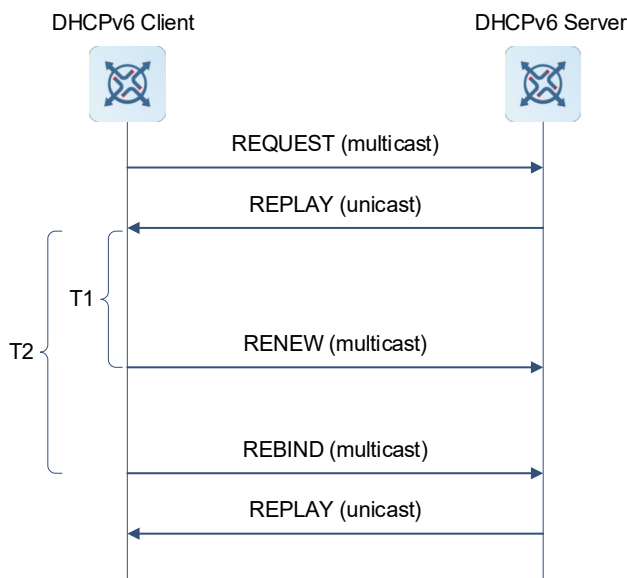 DHCPv6 Client
DHCPv6 Server
REQUEST (multicast)
REPLAY (unicast)
T1
T2
RENEW (multicast)
REBIND (multicast)
REPLAY (unicast)